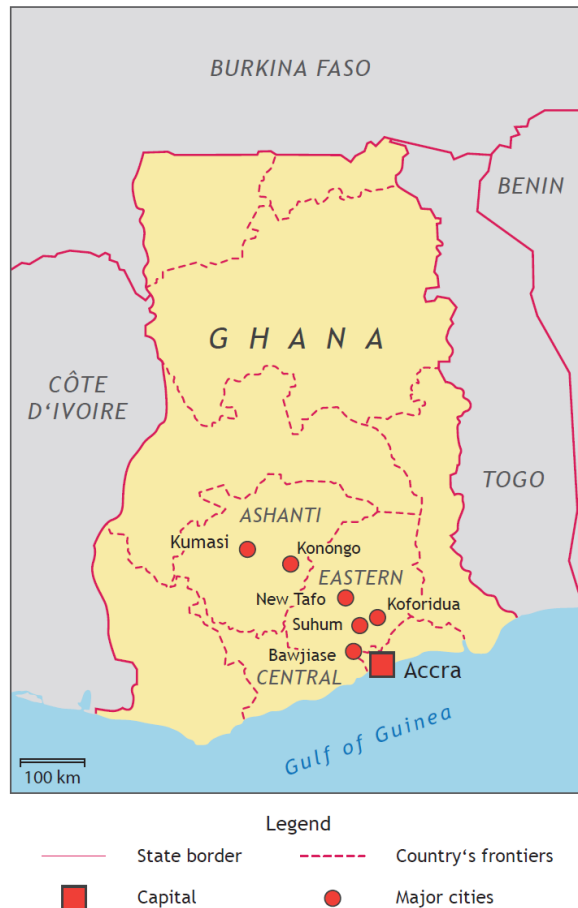 BURKINA FASO
BENIN
GHANA
CÔTE
D‘IVOIRE
TOGO
ASHANTI
Kumasi
Konongo
EASTERN
New Tafo
Koforidua
Suhum
Bawjiase
CENTRAL
Accra
Gulf of Guinea
100 km
Legend
State border
Country‘s frontiers
Capital
Major cities